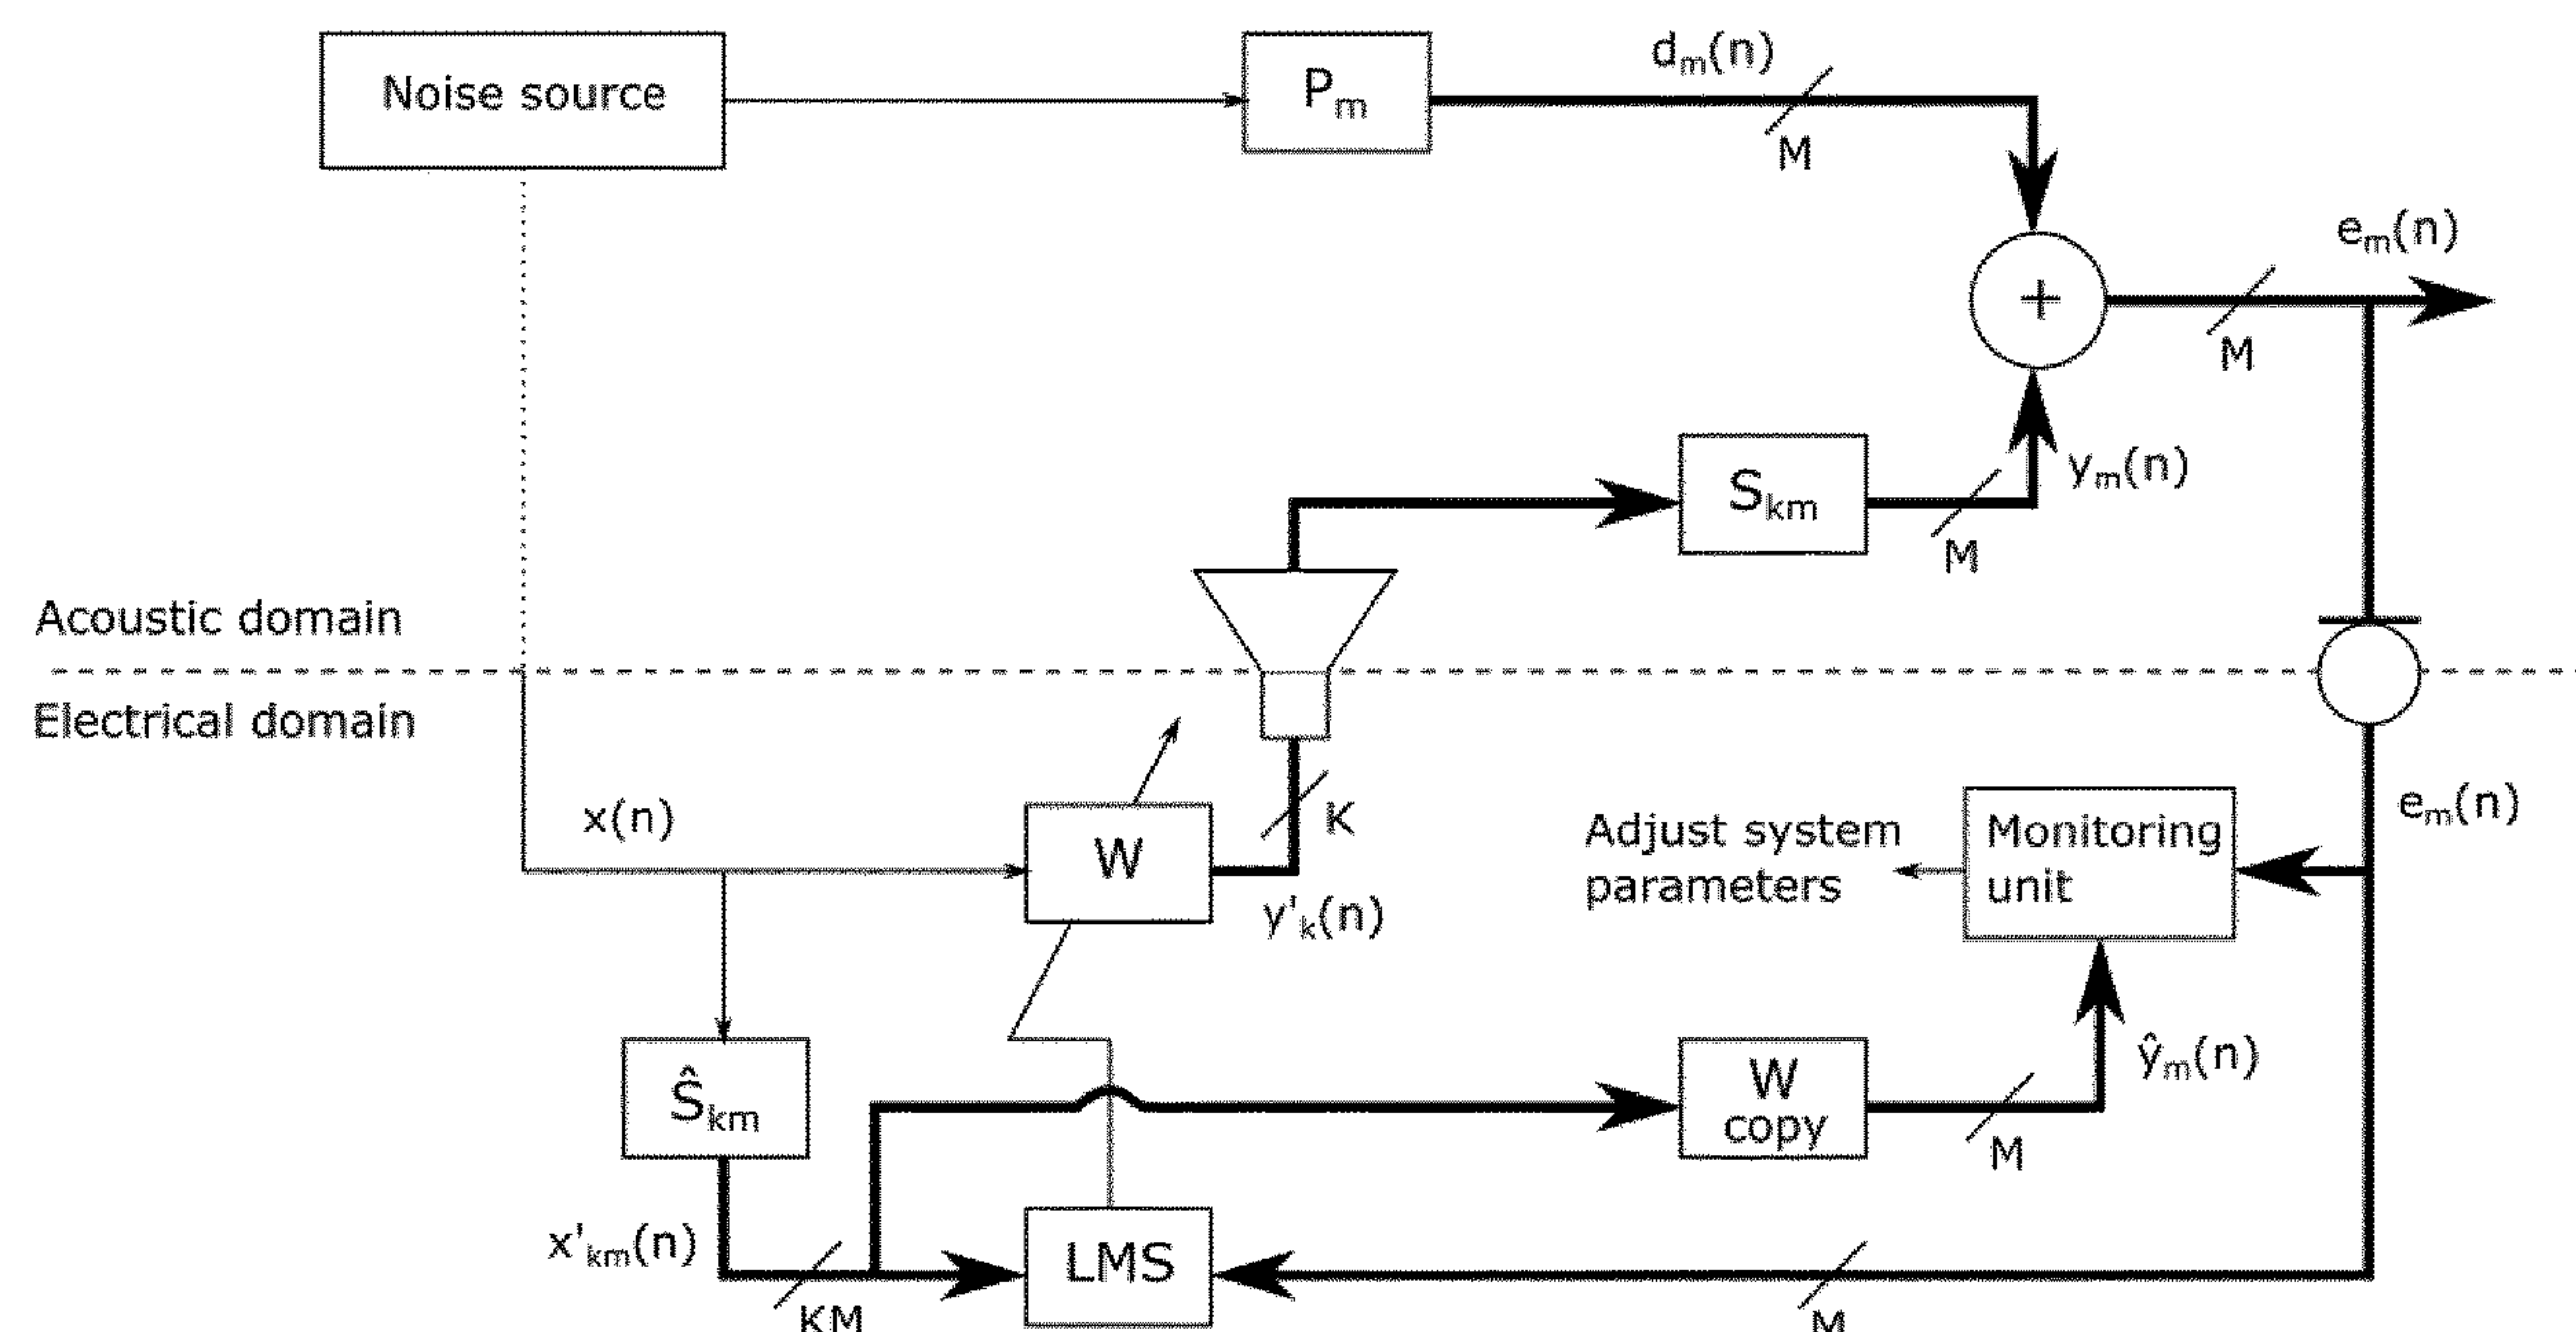 Noise source
Pₘ
dₘ(n)
M
+
eₘ(n)
M
Sₖₘ
yₘ(n)
M
Acoustic domain
Electrical domain
x(n)
W
K
y'ₖ(n)
Adjust system
parameters
Monitoring
unit
eₘ(n)
Ŝₖₘ
W
copy
ŷₘ(n)
M
x'ₖₘ(n)
KM
LMS
M